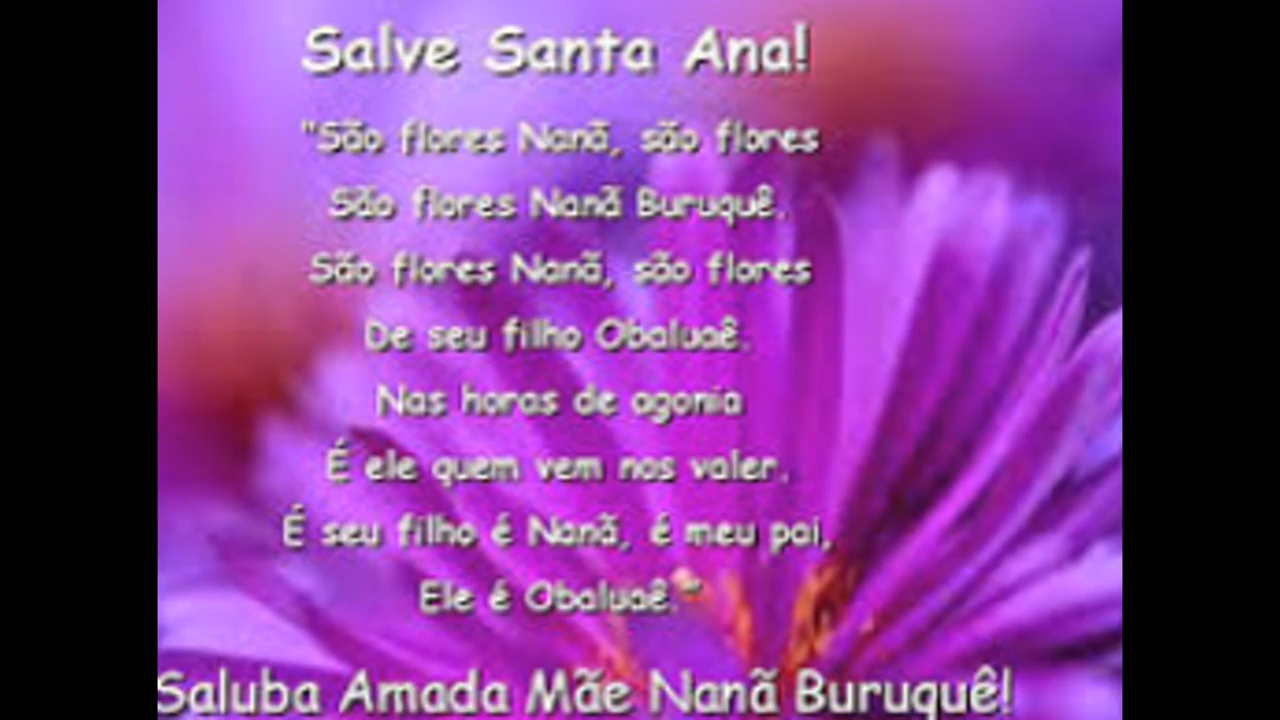 Salve Santa Ana!
"São flores Nanã, são flores
São flores Nanã Buruquê.
São flores Nanã, são flores
De seu filho Obaluaê.
Nas horas de agonia
É ele quem vem nos valer.
É seu filho é Nanã, é meu pai,
Ele é Obaluaê."
Saluba Amada Mãe Nanã Buruquê!